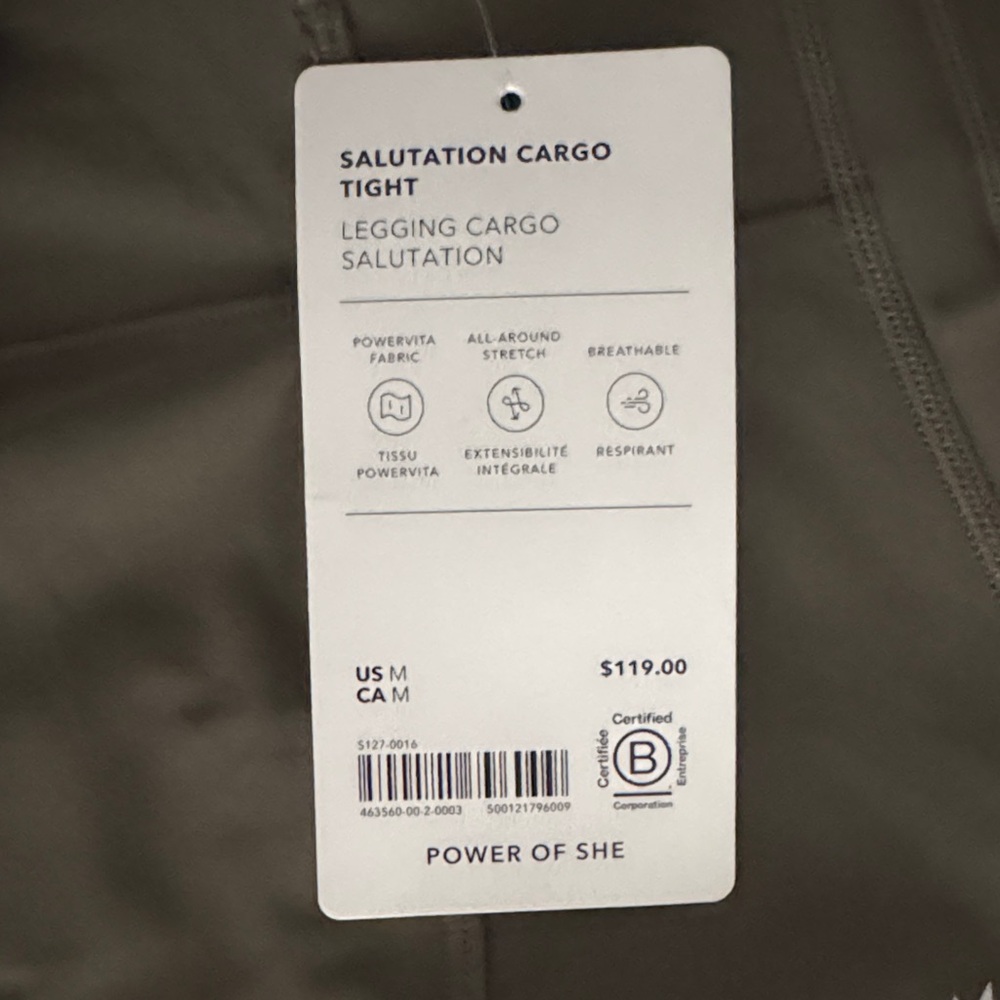 SALUTATION CARGO
TIGHT
LEGGING CARGO
SALUTATION
POWERVITA
FABRIC
ALL-AROUND
STRETCH
BREATHABLE
TISSU
POWERVITA
EXTENSIBILITÉ
INTÉGRALE
RESPIRANT
US M
CA M
$119.00
S127-0016
463560-00-2-0003 500121796009
Certified
Certifiée
B
Entreprise
Corporation
POWER OF SHE